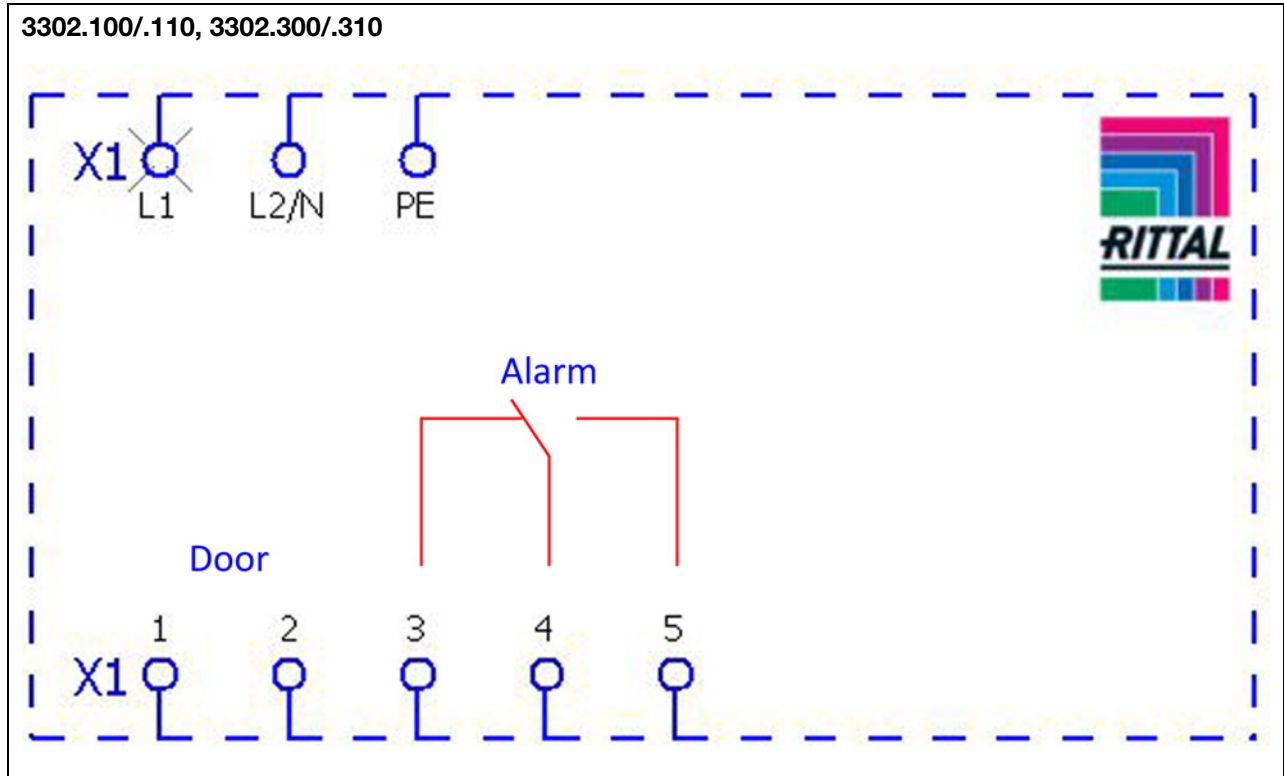 3302.100/.110, 3302.300/.310
X1
L1 L2/N PE
RITTAL
Alarm
Door
1 2 3 4 5
X1